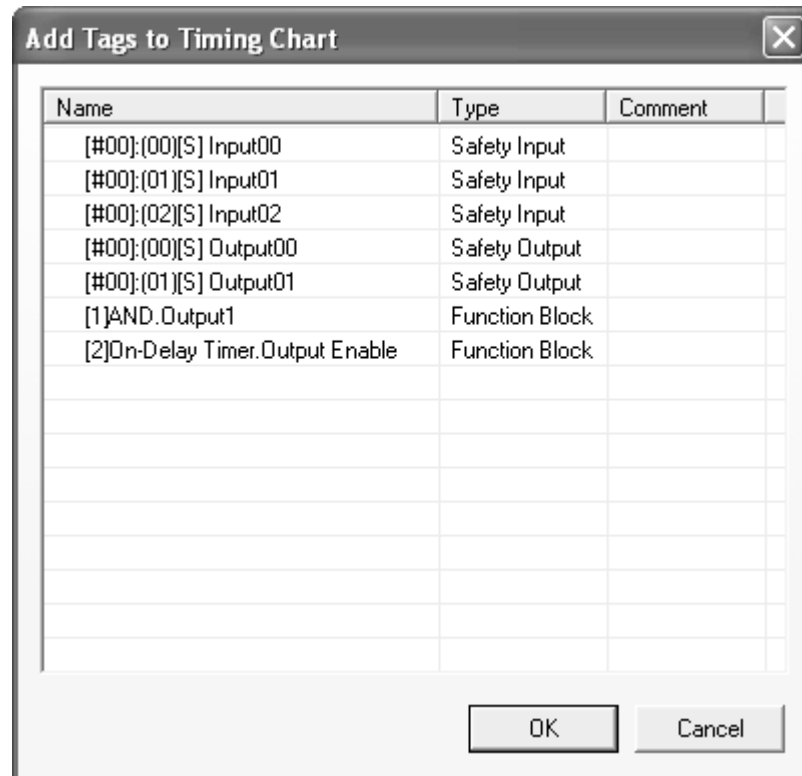 Add Tags to Timing Chart
Name Type Comment
[#00]:(00)[S] Input00 Safety Input
[#00]:(01)[S] Input01 Safety Input
[#00]:(02)[S] Input02 Safety Input
[#00]:(00)[S] Output00 Safety Output
[#00]:(01)[S] Output01 Safety Output
[1]AND.Output1 Function Block
[2]On-Delay Timer.Output Enable Function Block
OK Cancel